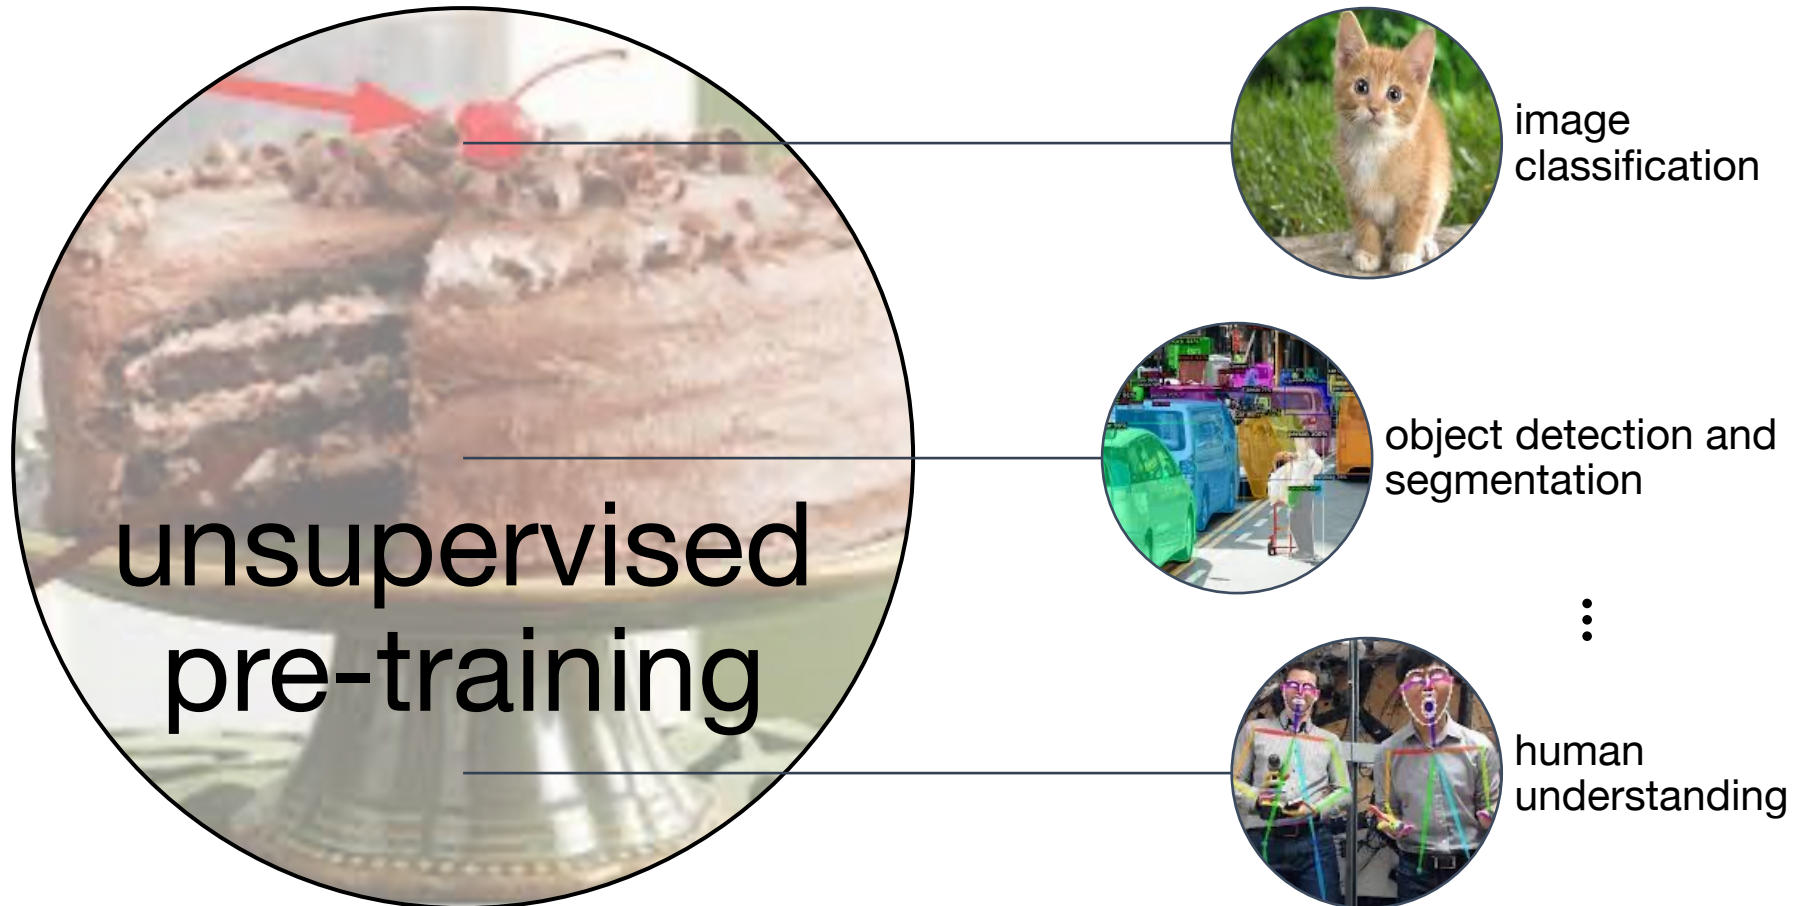 unsupervised
pre-training
image
classification
object detection and
segmentation
human
understanding